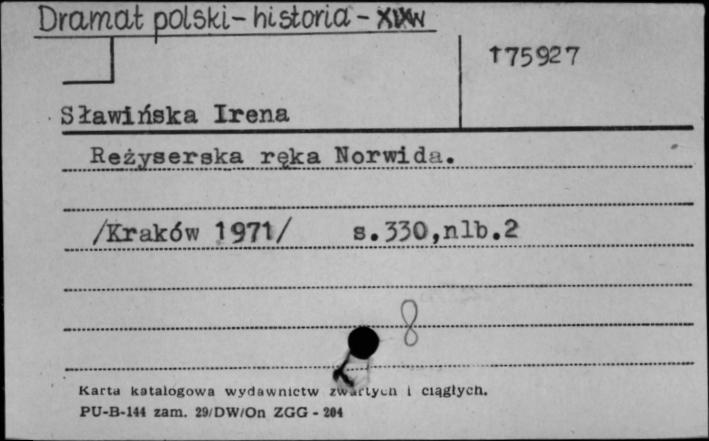 Dramat polski - historia - XIXw
175927
Sławińska Irena
Reżyserska ręka Norwida.
/Kraków 1971/ s.330,nlb.2
8
Karta katalogowa wydawnictw zwartych i ciągłych.
PU-B-144 zam. 29/DW/On ZGG - 204